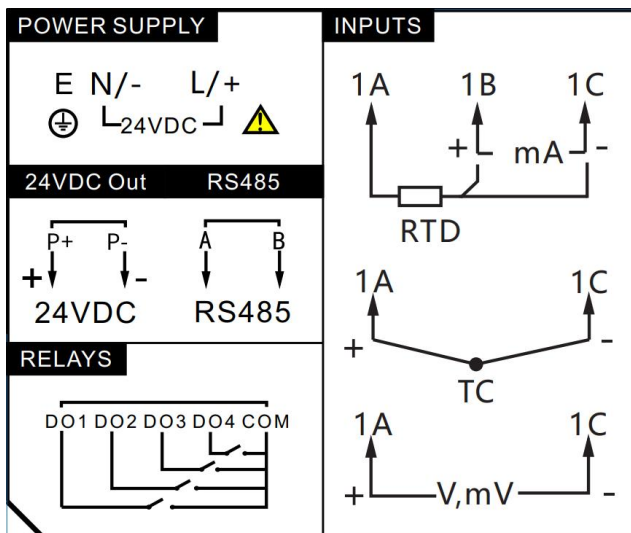 POWER SUPPLY
E N/- L/+
24VDC
24VDC Out RS485
P+ P- A B
+ -
24VDC RS485
RELAYS
DO1 DO2 DO3 DO4 COM
INPUTS
1A 1B 1C
+ mA -
RTD
1A 1C
+ -
TC
1A 1C
+ V,mV -